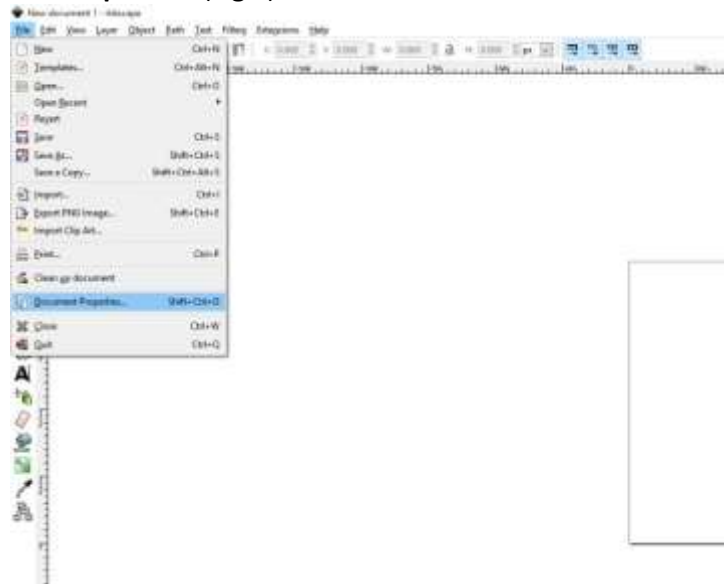 New document 1 - Inkscape
File Edit View Layer Object Path Text Filters Extensions Help
New Ctrl+N
Templates... Ctrl+Alt+N
Open... Ctrl+O
Open Recent
Revert
Save Ctrl+S
Save As... Shift+Ctrl+S
Save a Copy... Shift+Ctrl+Alt+S
Import... Ctrl+I
Export PNG Image... Shift+Ctrl+E
Import Clip Art...
Print... Ctrl+P
Clean up document
Document Properties... Shift+Ctrl+D
Close Ctrl+W
Quit Ctrl+Q
px